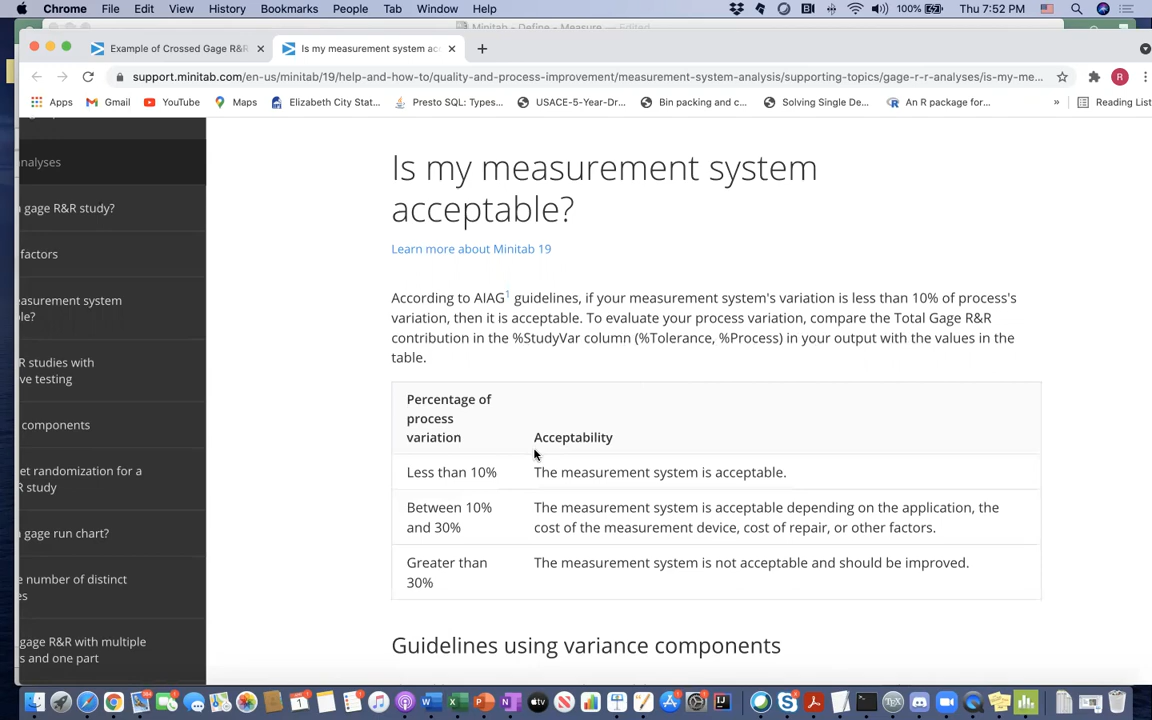 Chrome File Edit View History Bookmarks People Tab Window Help 100% Thu 7:52 PM
Minitab - Define - Measure — Edited
Example of Crossed Gage R&R Is my measurement system ac
support.minitab.com/en-us/minitab/19/help-and-how-to/quality-and-process-improvement/measurement-system-analysis/supporting-topics/gage-r-r-analyses/is-my-me... R
Apps Gmail YouTube Maps Elizabeth City Stat... Presto SQL: Types... USACE-5-Year-Dr... Bin packing and c... Solving Single De... An R package for... » Reading List
analyses
gage R&R study?
factors
easurement system
le?
R studies with
ve testing
components
et randomization for a
R study
gage run chart?
e number of distinct
es
gage R&R with multiple
s and one part
Is my measurement system
acceptable?
Learn more about Minitab 19
According to AIAG1 guidelines, if your measurement system's variation is less than 10% of process's
variation, then it is acceptable. To evaluate your process variation, compare the Total Gage R&R
contribution in the %StudyVar column (%Tolerance, %Process) in your output with the values in the
table.
Percentage of
process
variation Acceptability
Less than 10% The measurement system is acceptable.
Between 10% The measurement system is acceptable depending on the application, the
and 30% cost of the measurement device, cost of repair, or other factors.
Greater than The measurement system is not acceptable and should be improved.
30%
Guidelines using variance components